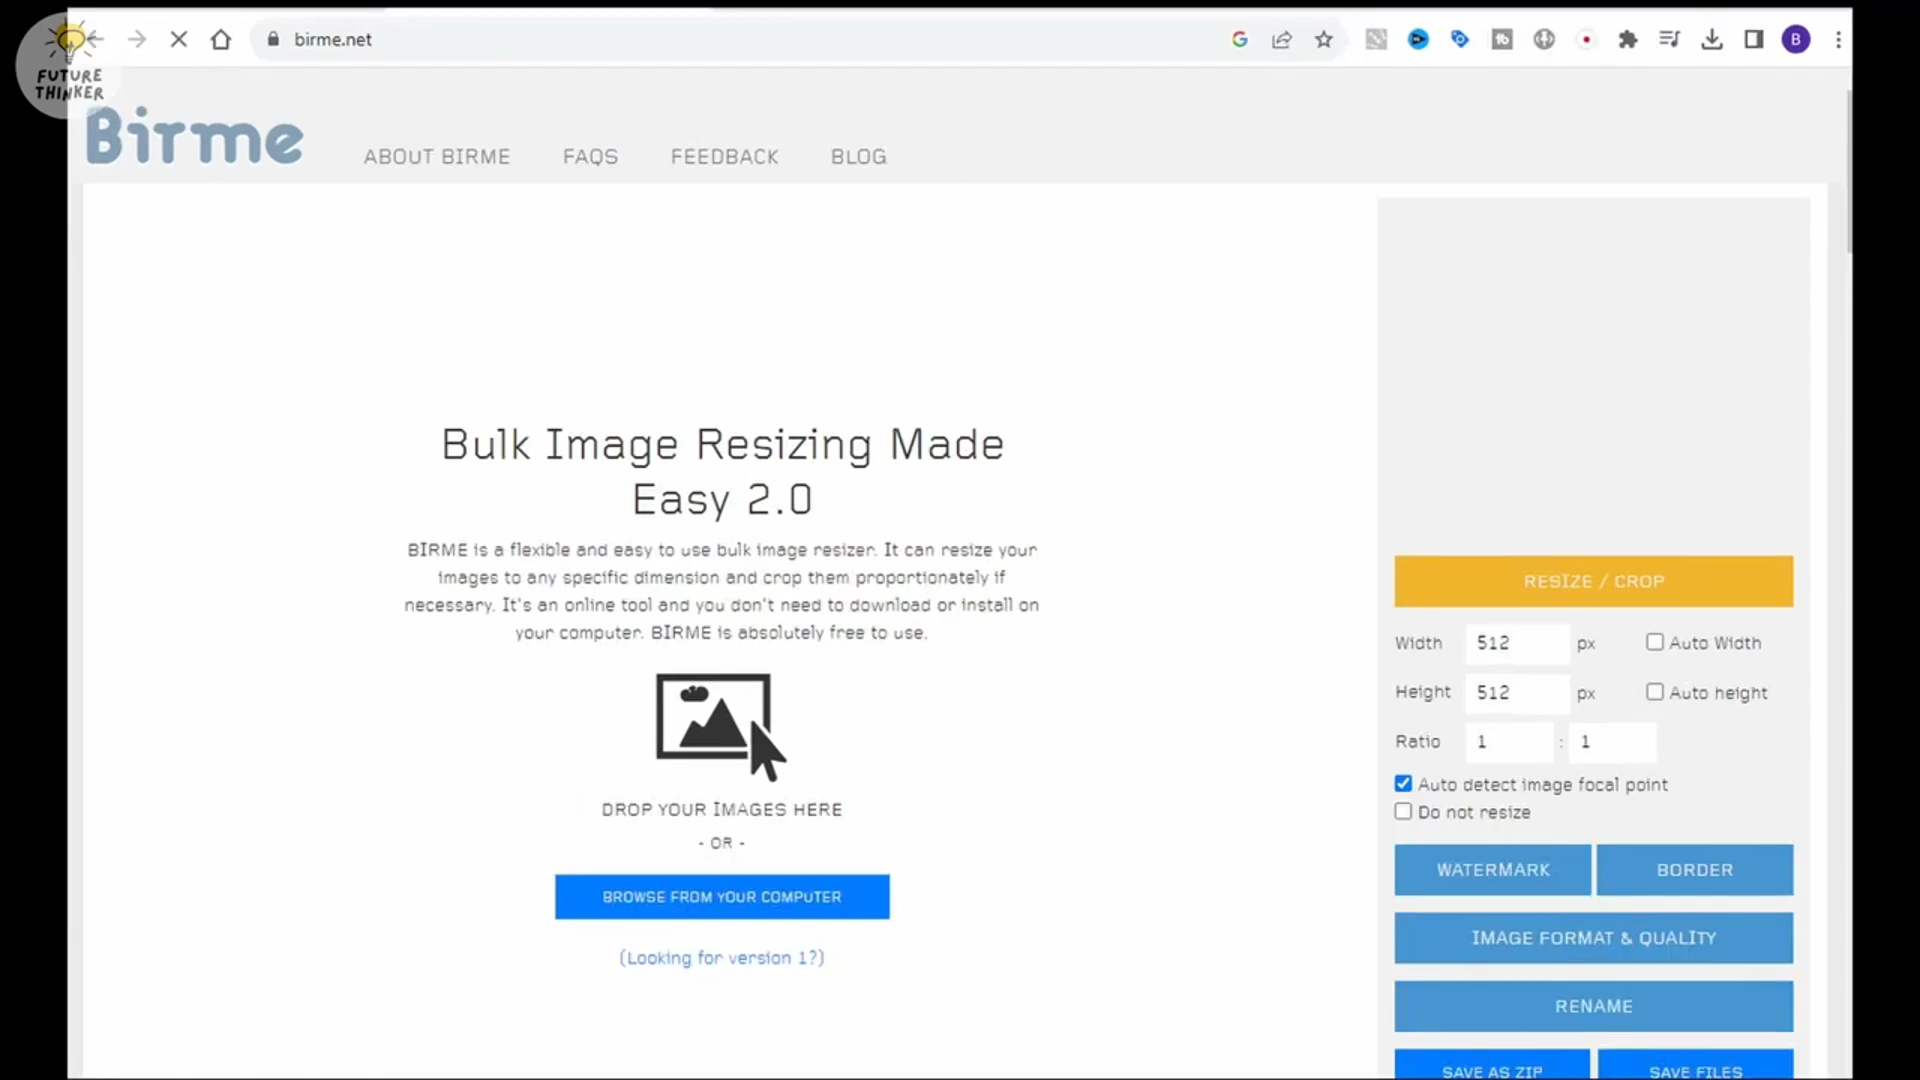 FUTURE
THINKER
birme.net
B
Birme
ABOUT BIRME
FAQS
FEEDBACK
BLOG
Bulk Image Resizing Made
Easy 2.0
BIRME is a flexible and easy to use bulk image resizer. It can resize your
images to any specific dimension and crop them proportionately if
necessary. It's an online tool and you don't need to download or install on
your computer. BIRME is absolutely free to use.
DROP YOUR IMAGES HERE
- OR -
BROWSE FROM YOUR COMPUTER
(Looking for version 1?)
RESIZE / CROP
Width 512 px Auto Width
Height 512 px Auto height
Ratio 1 : 1
Auto detect image focal point
Do not resize
WATERMARK BORDER
IMAGE FORMAT & QUALITY
RENAME
SAVE AS ZIP SAVE FILES